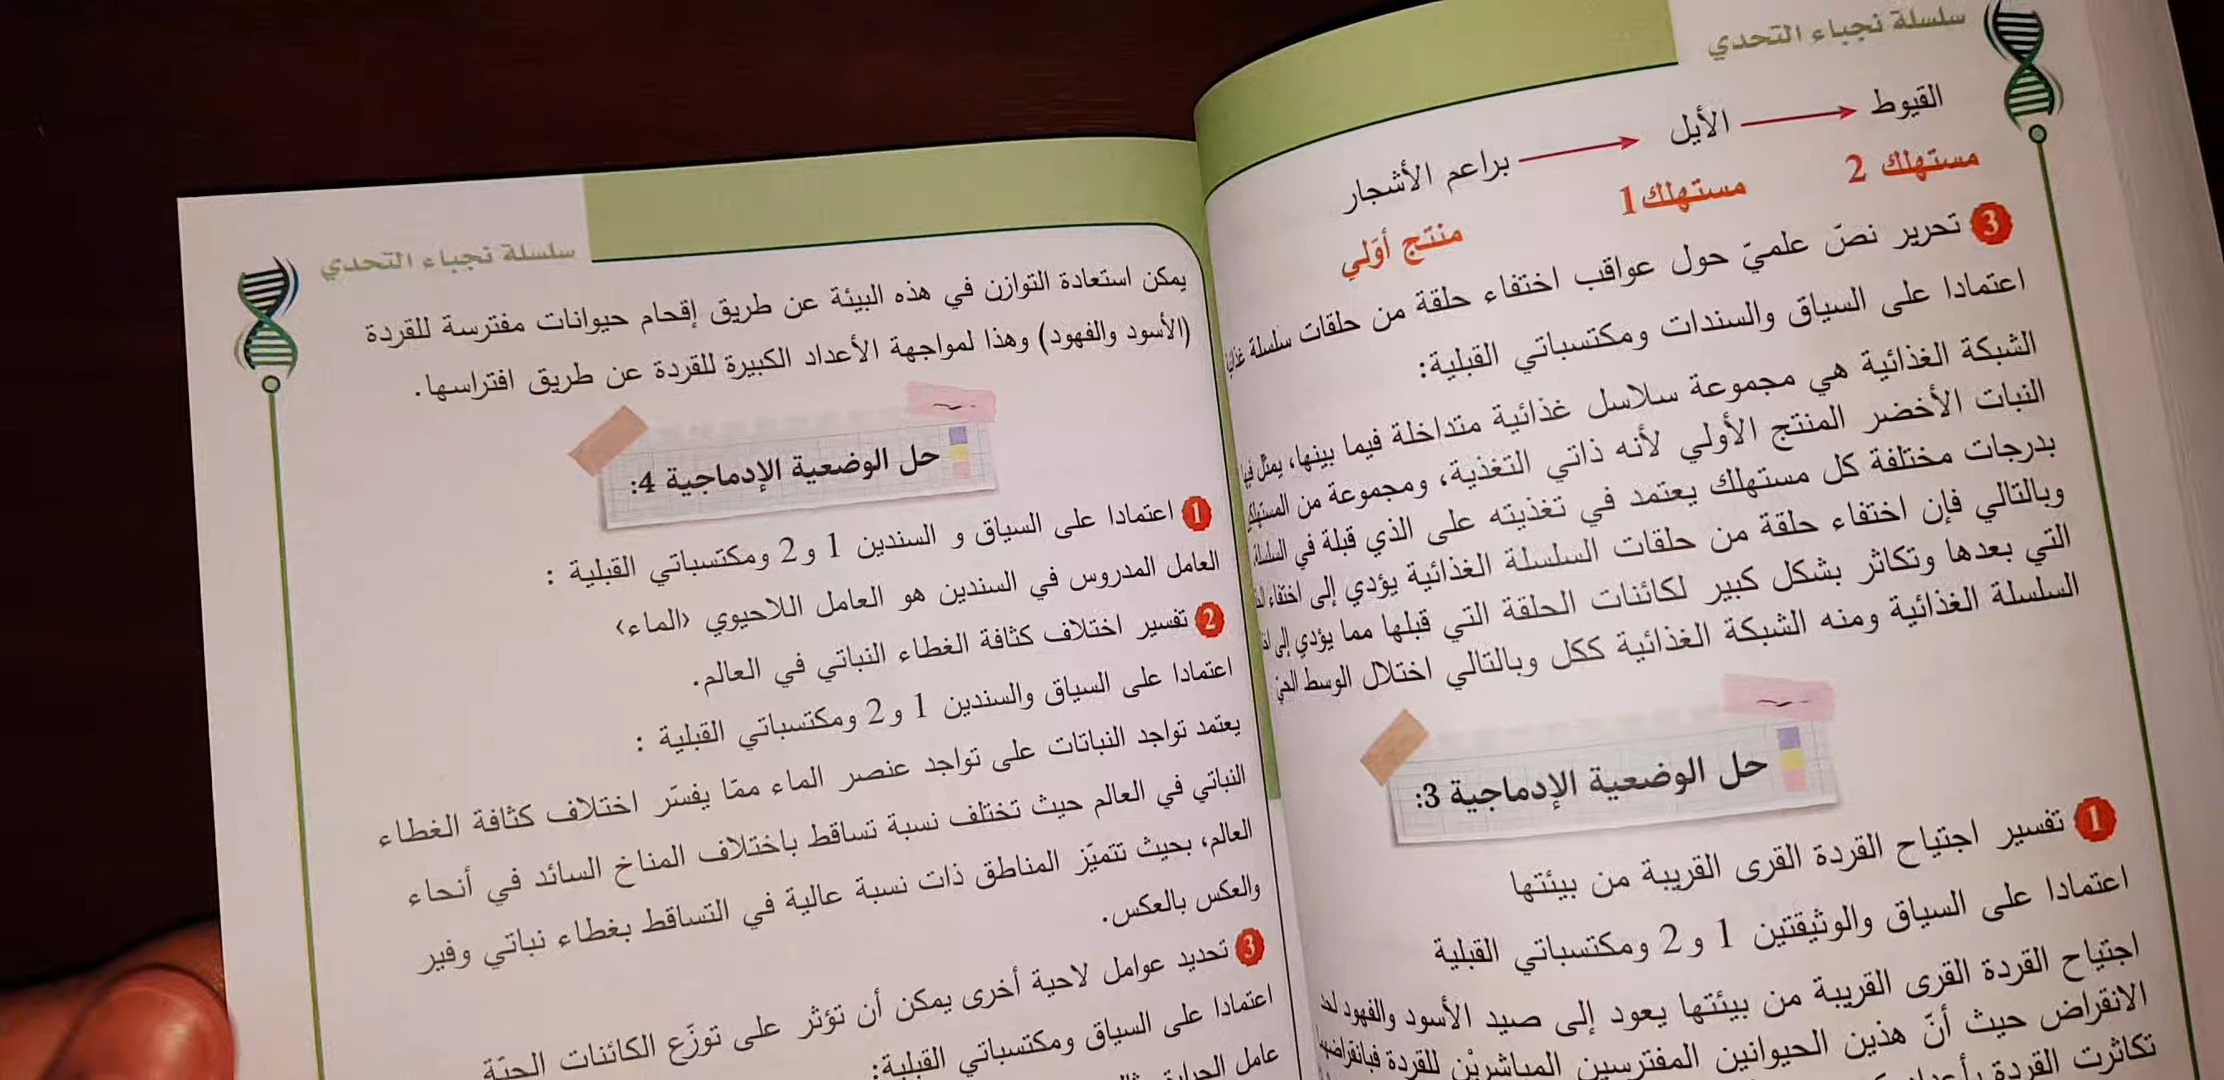 سلسلة نجباء التحدي
براعم الأشجار الأيل القيوط
منتج أوّلي مستهلك1 مستهلك 2
3 تحرير نصّ علميّ حول عواقب اختفاء حلقة من حلقات سلسلة
اعتمادا على السياق والسندات ومكتسباتي القبلية:
الشبكة الغذائية هي مجموعة سلاسل غذائية متداخلة فيما بينها، يمثل
النبات الأخضر المنتج الأولي لأنه ذاتي التغذية، ومجموعة من
بدرجات مختلفة كل مستهلك يعتمد في تغذيته على الذي قبلة في السلسلة
وبالتالي فإن اختفاء حلقة من حلقات السلسلة الغذائية يؤدي إلى اختفاء
التي بعدها وتكاثر بشكل كبير لكائنات الحلقة التي قبلها مما يؤدي إلى
السلسلة الغذائية ومنه الشبكة الغذائية ككل وبالتالي اختلال الوسط
حل الوضعية الإدماجية 3:
1 تفسير اجتياح القردة القرى القريبة من بيئتها
اعتمادا على السياق والوثيقتين 1 و 2 ومكتسباتي القبلية
اجتياح القردة القرى القريبة من بيئتها يعود إلى صيد الأسود والفهود
الانقراض حيث أنّ هذين الحيوانين المفترسين المباشريْن للقردة
تكاثرت القردة
سلسلة نجباء التحدي
يمكن استعادة التوازن في هذه البيئة عن طريق إقحام حيوانات مفترسة للقردة
(الأسود والفهود) وهذا لمواجهة الأعداد الكبيرة للقردة عن طريق افتراسها.
حل الوضعية الإدماجية 4:
1 اعتمادا على السياق و السندين 1 و 2 ومكتسباتي القبلية :
العامل المدروس في السندين هو العامل اللاحيوي ‹الماء›
2 تفسير اختلاف كثافة الغطاء النباتي في العالم.
اعتمادا على السياق والسندين 1 و 2 ومكتسباتي القبلية :
يعتمد تواجد النباتات على تواجد عنصر الماء ممّا يفسّر اختلاف كثافة الغطاء
النباتي في العالم حيث تختلف نسبة تساقط باختلاف المناخ السائد في أنحاء
العالم، بحيث تتميّز المناطق ذات نسبة عالية في التساقط بغطاء نباتي وفير
والعكس بالعكس.
3 تحديد عوامل لاحية أخرى يمكن أن تؤثر على توزّع الكائنات الحيّة
اعتمادا على السياق ومكتسباتي القبلية:
عامل الحرارة